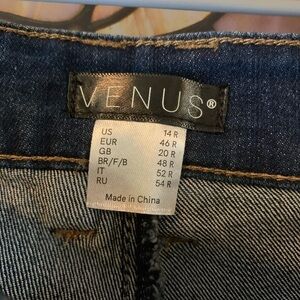 VENUS®
US 14 R
EUR 46 R
GB 20 R
BR/F/B 48 R
IT 52 R
RU 54 R
Made in China